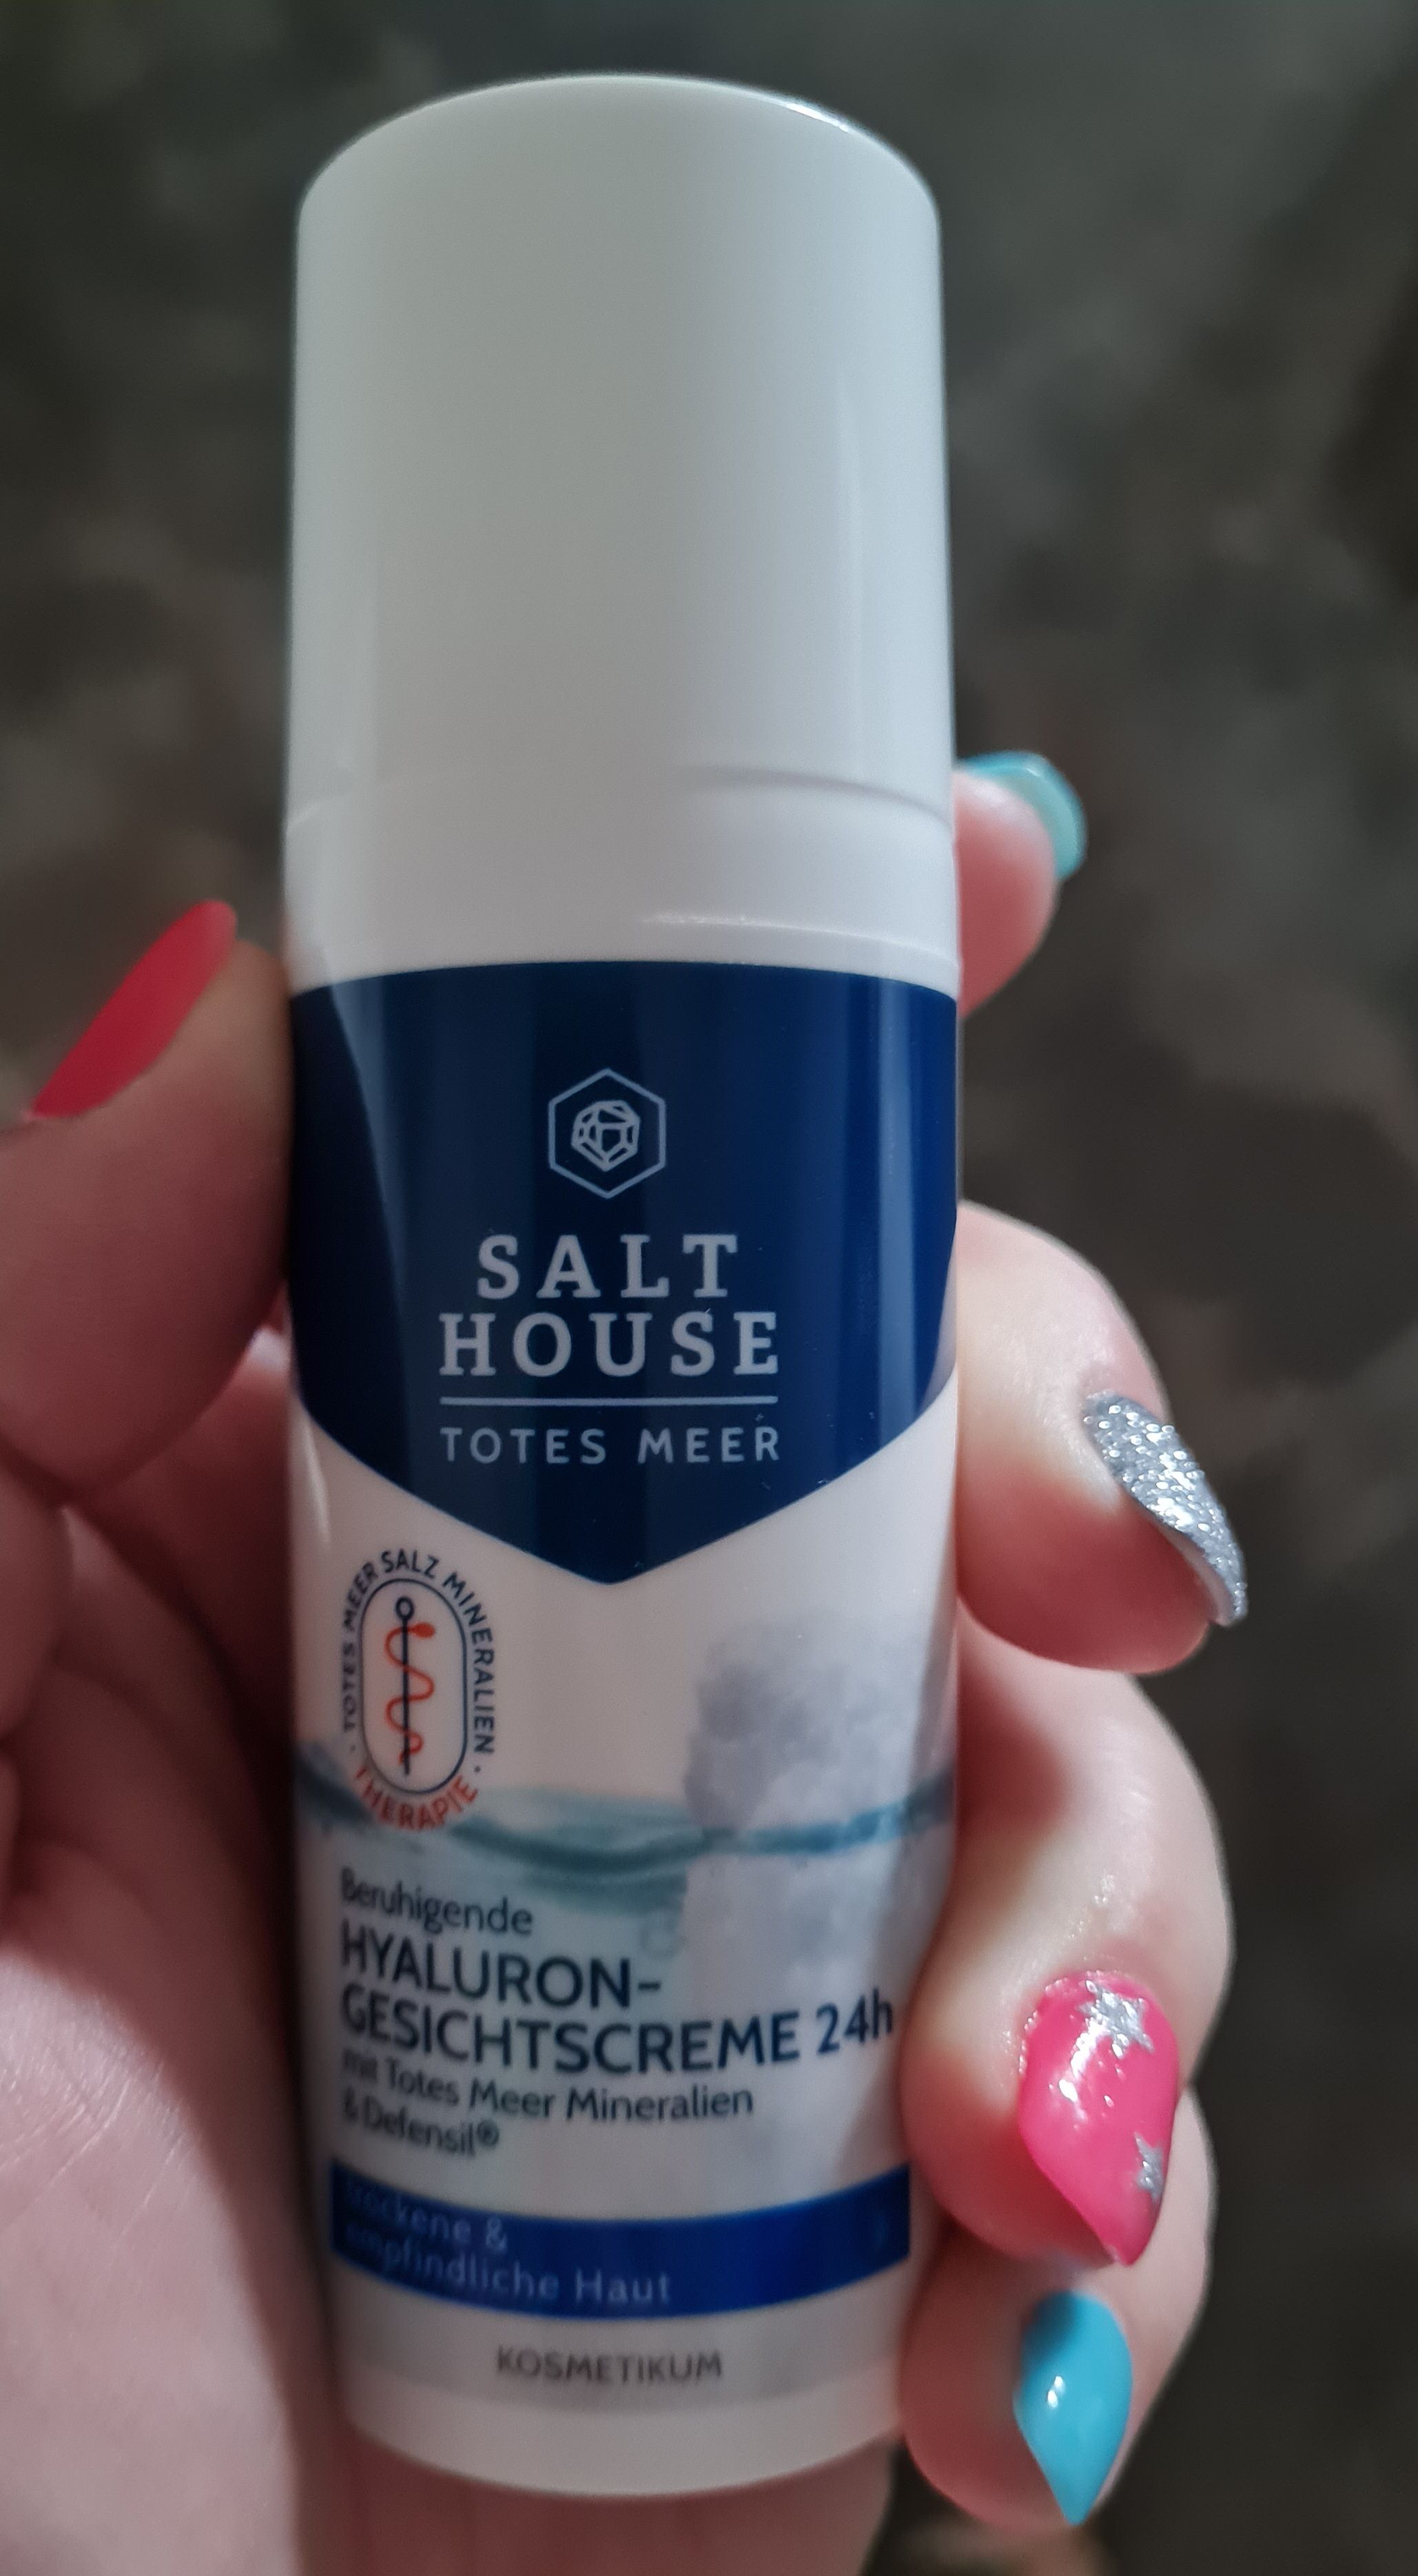 SALT
HOUSE
TOTES MEER
TOTES MEER SALZ MINERALIEN
THERAPIE
Beruhigende
HYALURON-
GESICHTSCREME 24h
mit Totes Meer Mineralien
& Defensil®
trockene &
empfindliche Haut
KOSMETIKUM